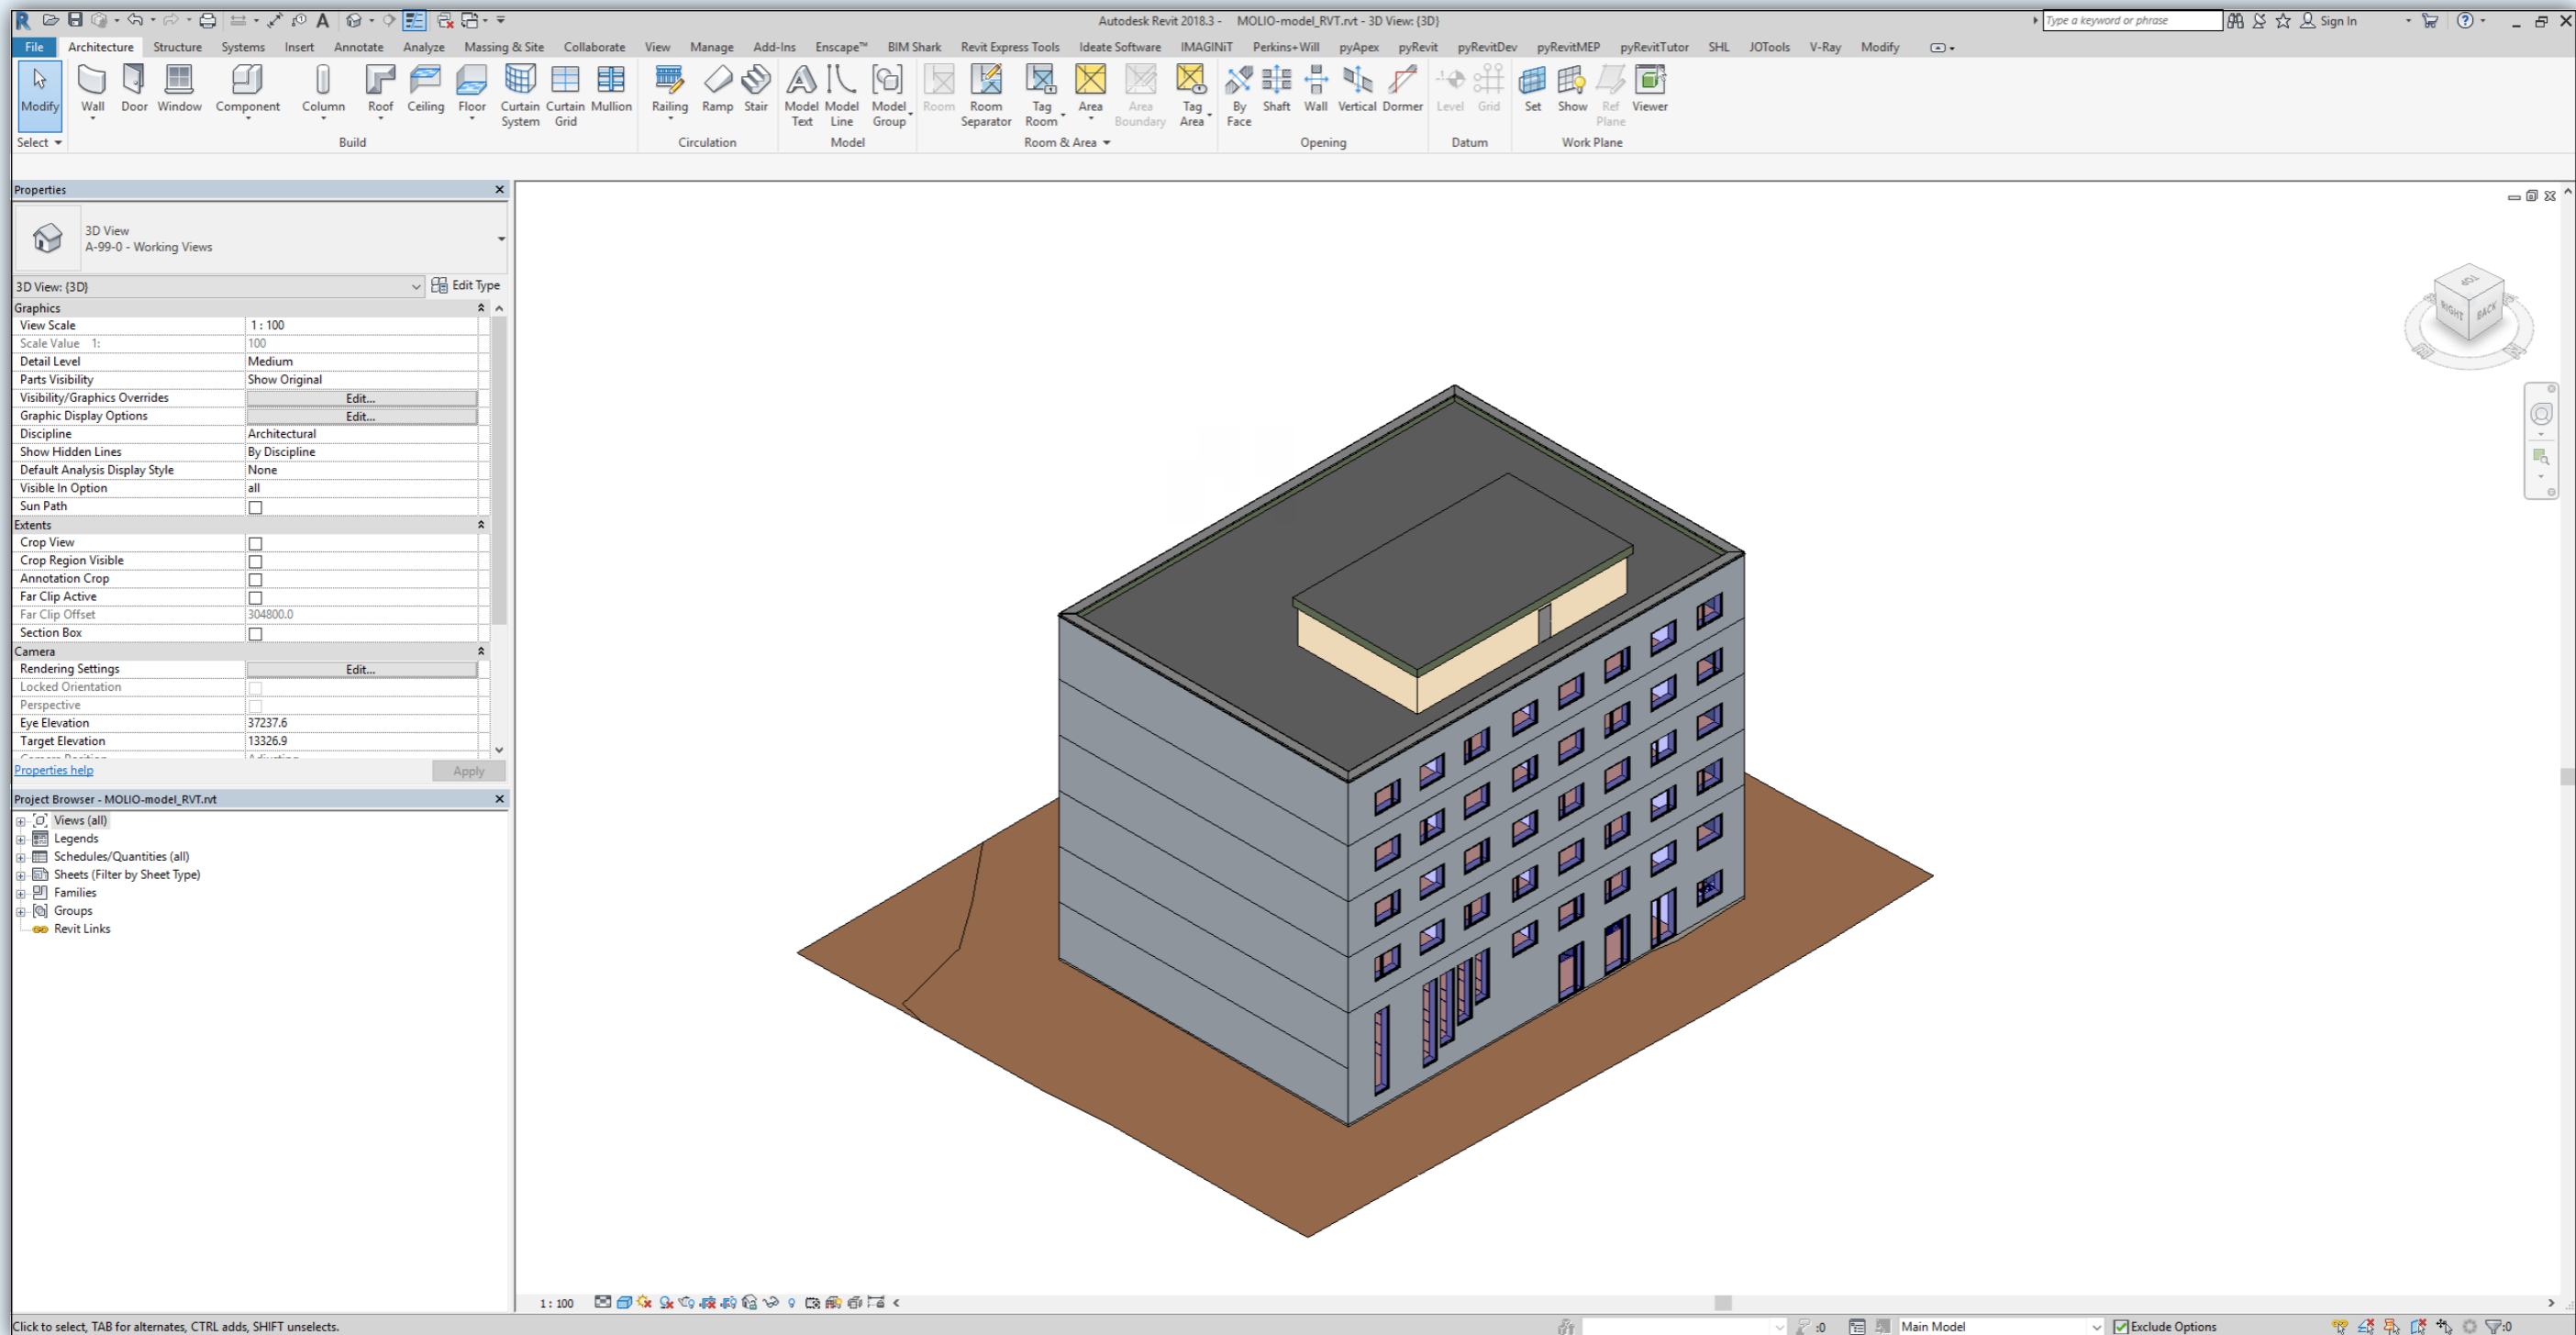 Autodesk Revit 2018.3 - MOLIO-model_RVT.rvt - 3D View: {3D}
Type a keyword or phrase
Sign In
File Architecture Structure Systems Insert Annotate Analyze Massing & Site Collaborate View Manage Add-Ins Enscape™ BIM Shark Revit Express Tools Ideate Software IMAGINiT Perkins+Will pyApex pyRevit pyRevitDev pyRevitMEP pyRevitTutor SHL JOTools V-Ray Modify
Modify Wall Door Window Component Column Roof Ceiling Floor Curtain System Curtain Grid Mullion Railing Ramp Stair Model Text Model Line Model Group Room Room Separator Tag Room Area Area Boundary Tag Area By Face Shaft Wall Vertical Dormer Level Grid Set Show Ref Plane Viewer
Select Build Circulation Model Room & Area Opening Datum Work Plane
Properties
3D View
A-99-0 - Working Views
3D View: {3D} Edit Type
Graphics
View Scale 1 : 100
Scale Value 1: 100
Detail Level Medium
Parts Visibility Show Original
Visibility/Graphics Overrides Edit...
Graphic Display Options Edit...
Discipline Architectural
Show Hidden Lines By Discipline
Default Analysis Display Style None
Visible In Option all
Sun Path
Extents
Crop View
Crop Region Visible
Annotation Crop
Far Clip Active
Far Clip Offset 304800.0
Section Box
Camera
Rendering Settings Edit...
Locked Orientation
Perspective
Eye Elevation 37237.6
Target Elevation 13326.9
Properties help Apply
Project Browser - MOLIO-model_RVT.rvt
Views (all)
Legends
Schedules/Quantities (all)
Sheets (Filter by Sheet Type)
Families
Groups
Revit Links
TOP
RIGHT BACK
1 : 100
Click to select, TAB for alternates, CTRL adds, SHIFT unselects.
:0 Main Model Exclude Options :0